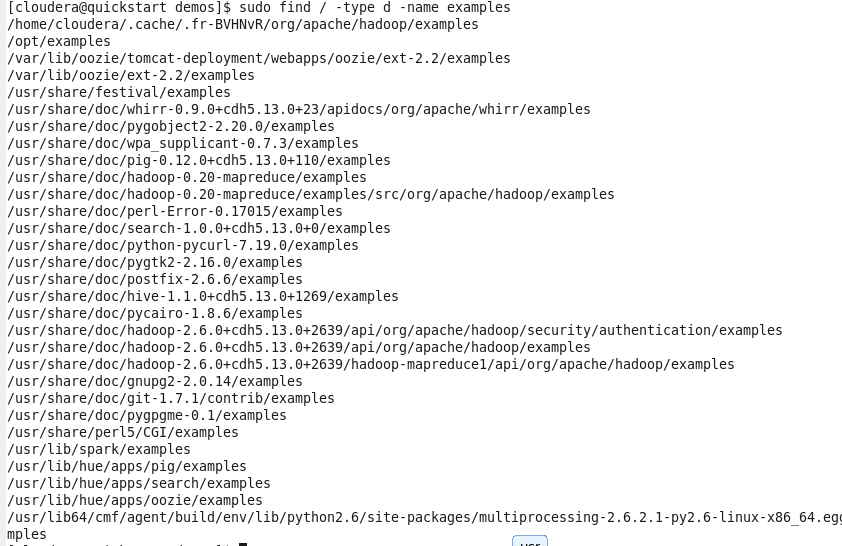 [cloudera@quickstart demos]$ sudo find / -type d -name examples
/home/cloudera/.cache/.fr-BVHNvR/org/apache/hadoop/examples
/opt/examples
/var/lib/oozie/tomcat-deployment/webapps/oozie/ext-2.2/examples
/var/lib/oozie/ext-2.2/examples
/usr/share/festival/examples
/usr/share/doc/whirr-0.9.0+cdh5.13.0+23/apidocs/org/apache/whirr/examples
/usr/share/doc/pygobject2-2.20.0/examples
/usr/share/doc/wpa_supplicant-0.7.3/examples
/usr/share/doc/pig-0.12.0+cdh5.13.0+110/examples
/usr/share/doc/hadoop-0.20-mapreduce/examples
/usr/share/doc/hadoop-0.20-mapreduce/examples/src/org/apache/hadoop/examples
/usr/share/doc/perl-Error-0.17015/examples
/usr/share/doc/search-1.0.0+cdh5.13.0+0/examples
/usr/share/doc/python-pycurl-7.19.0/examples
/usr/share/doc/pygtk2-2.16.0/examples
/usr/share/doc/postfix-2.6.6/examples
/usr/share/doc/hive-1.1.0+cdh5.13.0+1269/examples
/usr/share/doc/pycairo-1.8.6/examples
/usr/share/doc/hadoop-2.6.0+cdh5.13.0+2639/api/org/apache/hadoop/security/authentication/examples
/usr/share/doc/hadoop-2.6.0+cdh5.13.0+2639/api/org/apache/hadoop/examples
/usr/share/doc/hadoop-2.6.0+cdh5.13.0+2639/hadoop-mapreduce1/api/org/apache/hadoop/examples
/usr/share/doc/gnupg2-2.0.14/examples
/usr/share/doc/git-1.7.1/contrib/examples
/usr/share/doc/pygpgme-0.1/examples
/usr/share/perl5/CGI/examples
/usr/lib/spark/examples
/usr/lib/hue/apps/pig/examples
/usr/lib/hue/apps/search/examples
/usr/lib/hue/apps/oozie/examples
/usr/lib64/cmf/agent/build/env/lib/python2.6/site-packages/multiprocessing-2.6.2.1-py2.6-linux-x86_64.egg
mples
usr